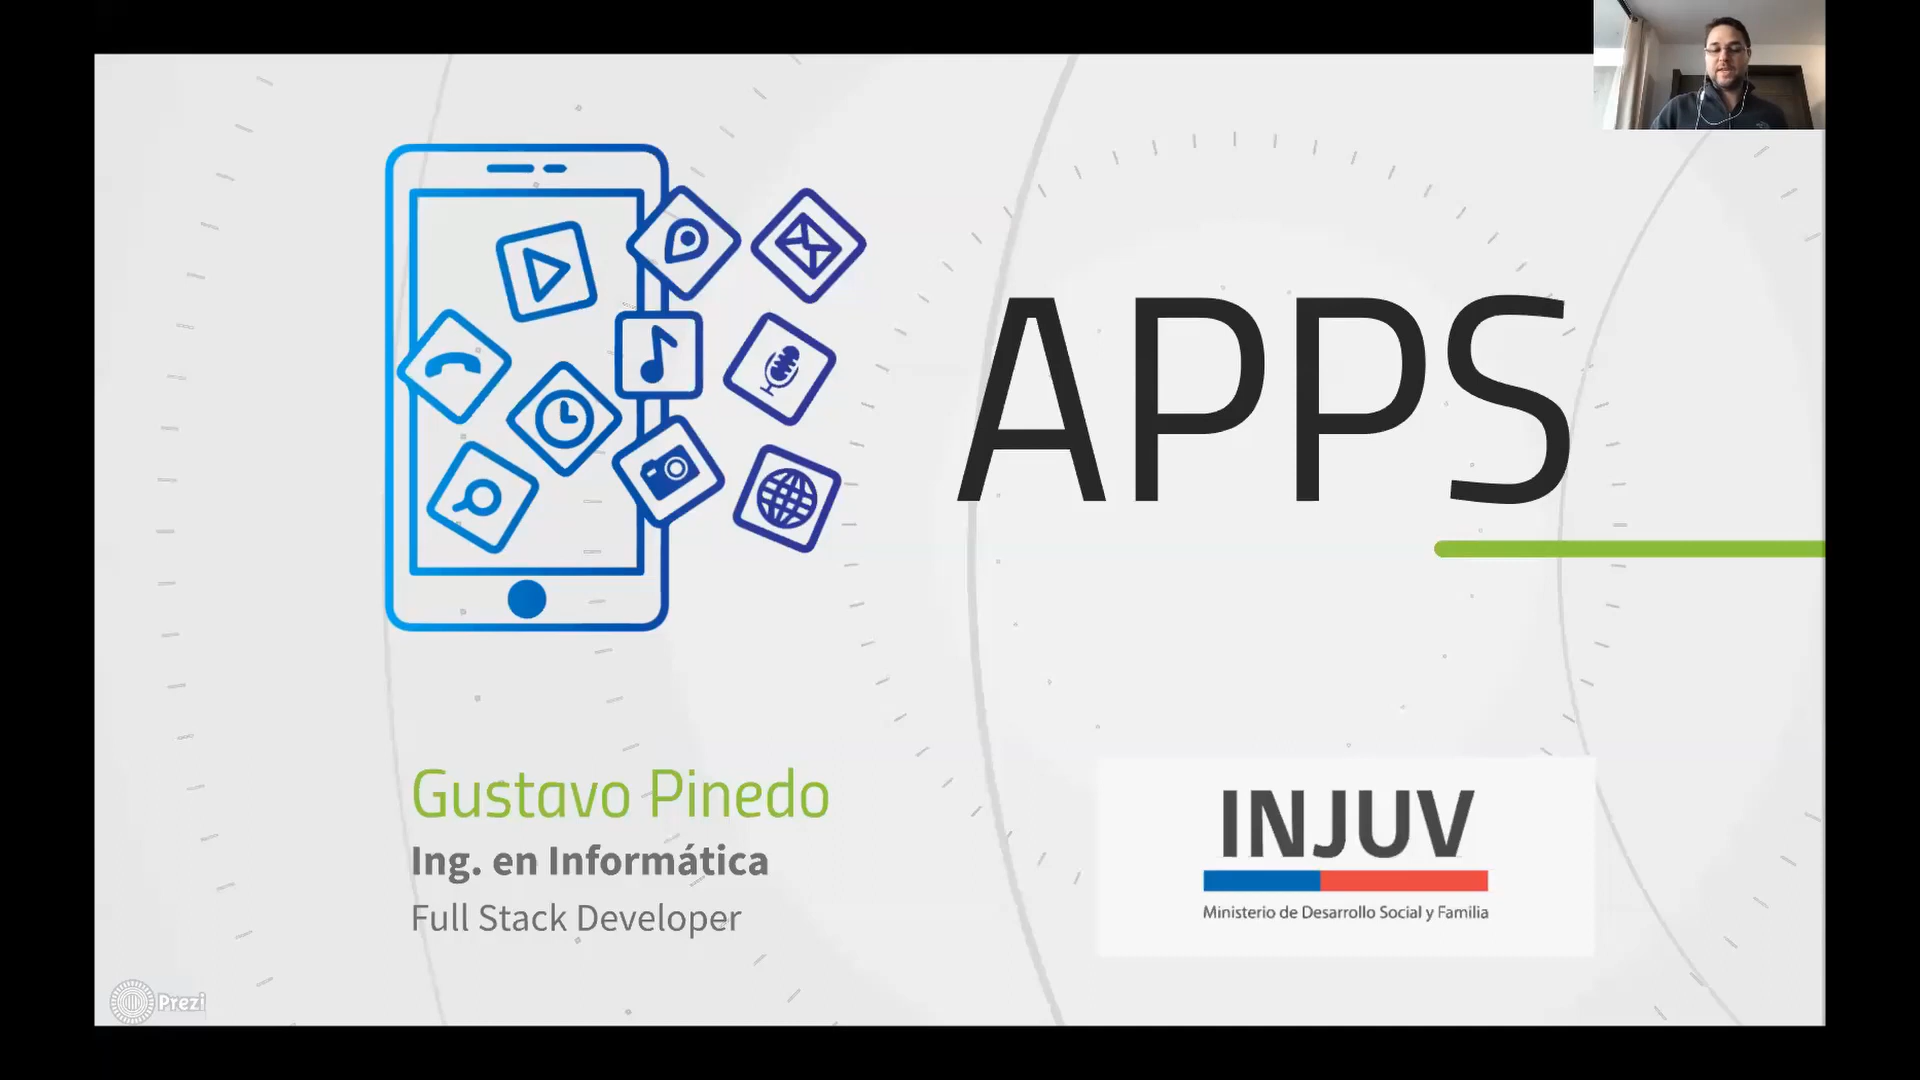 APPS
Gustavo Pinedo
Ing. en Informática
Full Stack Developer
INJUV
Ministerio de Desarrollo Social y Familia
Prezi